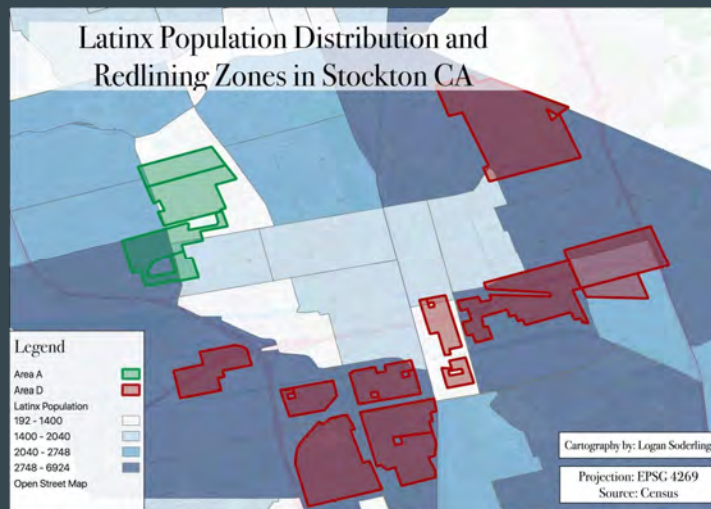 Latinx Population Distribution and
Redlining Zones in Stockton CA
Legend
Area A
Area D
Latinx Population
192 - 1400
1400 - 2040
2040 - 2748
2748 - 6924
Open Street Map
Cartography by: Logan Soderling
Projection: EPSG 4269
Source: Census